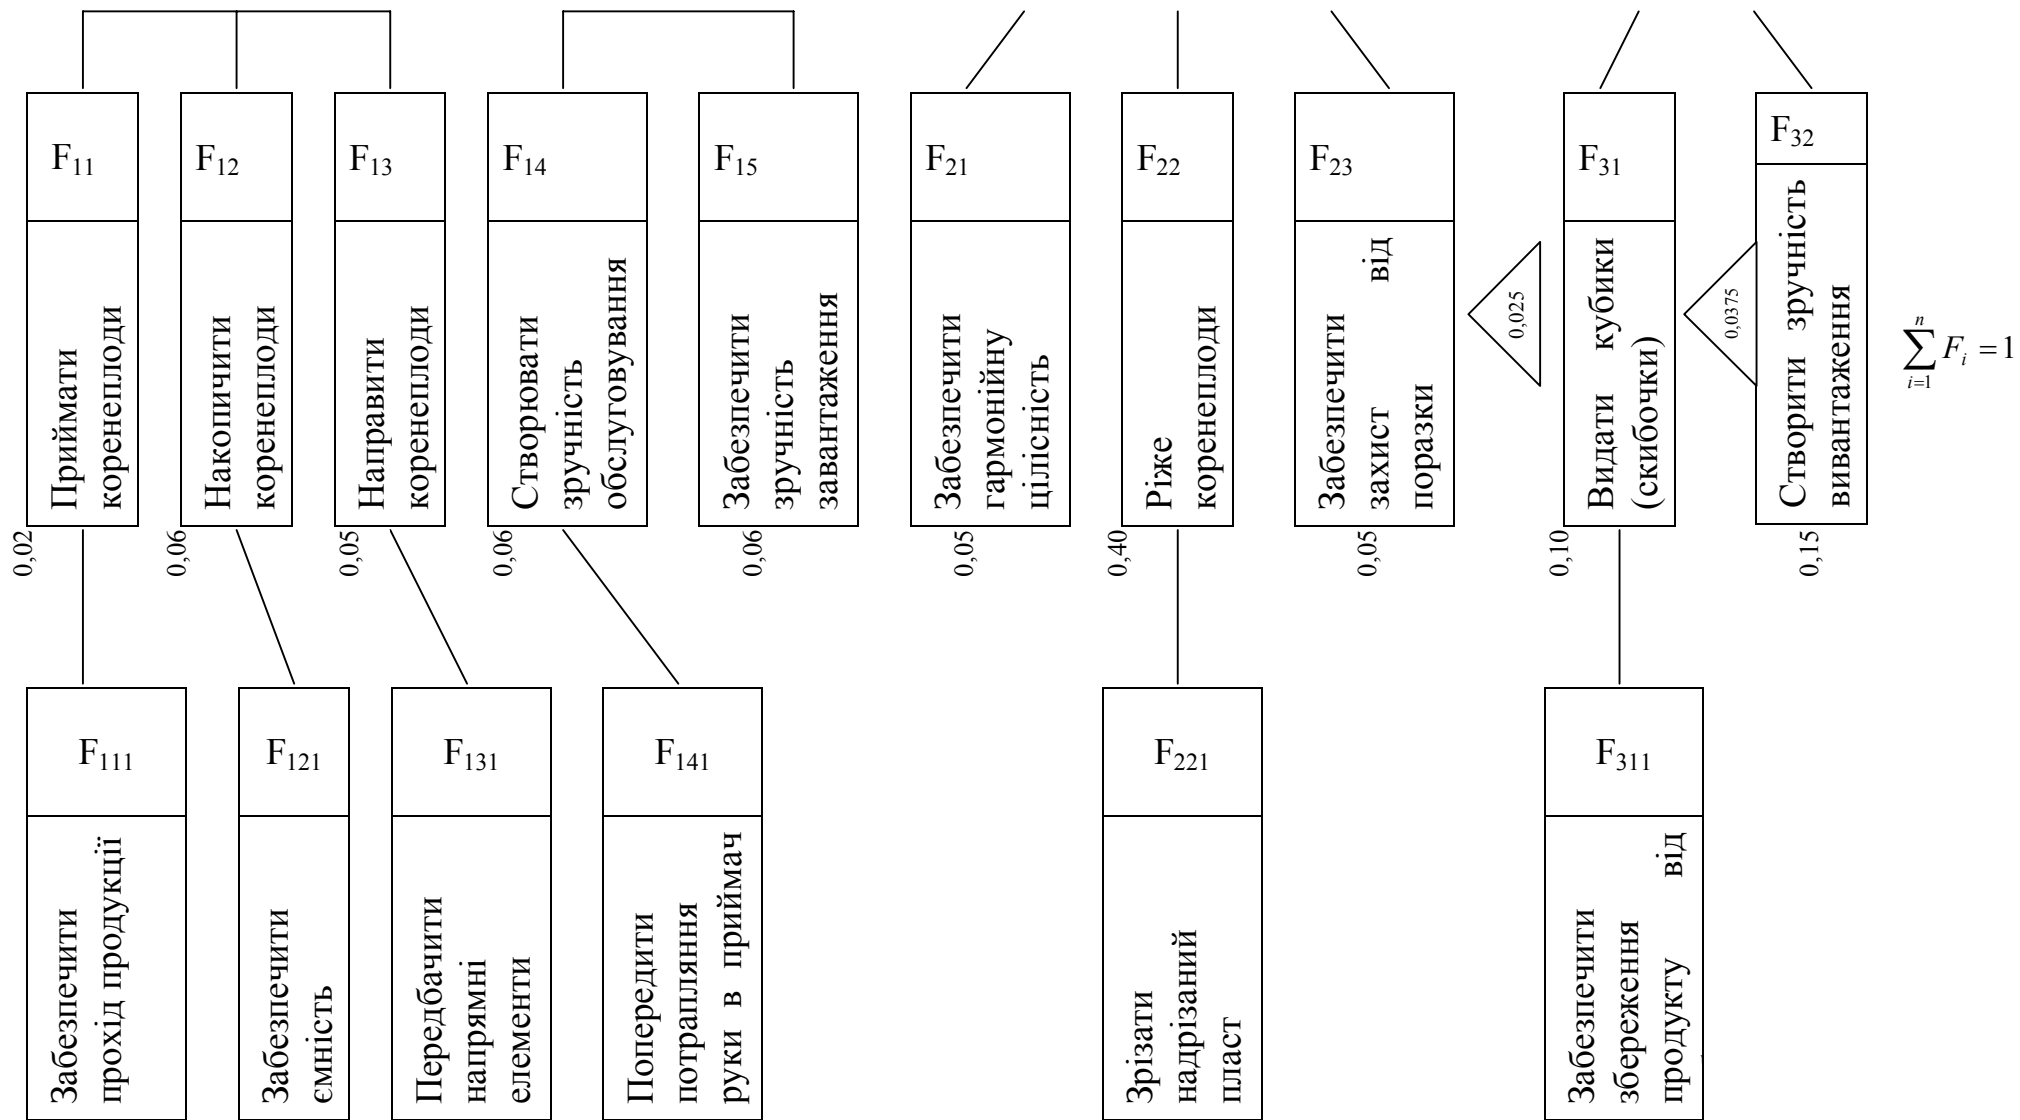 F11
Приймати
коренеплоди
0,02
F12
Накопичити
коренеплоди
0,06
F13
Направити
коренеплоди
0,05
F14
Створювати
зручність
обслуговування
0,06
F15
Забезпечити
зручність
завантаження
0,06
F21
Забезпечити
гармонійну
цілісність
0,05
F22
Ріже
коренеплоди
0,40
F23
Забезпечити
захист від
поразки
0,05
0,025
F31
Видати кубики
(скибочки)
0,10
0,0375
F32
Створити зручність
вивантаження
0,15
n
∑ Fi = 1
i=1
F111
Забезпечити
прохід продукції
F121
Забезпечити
ємність
F131
Передбачити
напрямні
елементи
F141
Попередити
потрапляння
руки в приймач
F221
Зрізати
надрізаний
пласт
F311
Забезпечити
збереження
продукту від